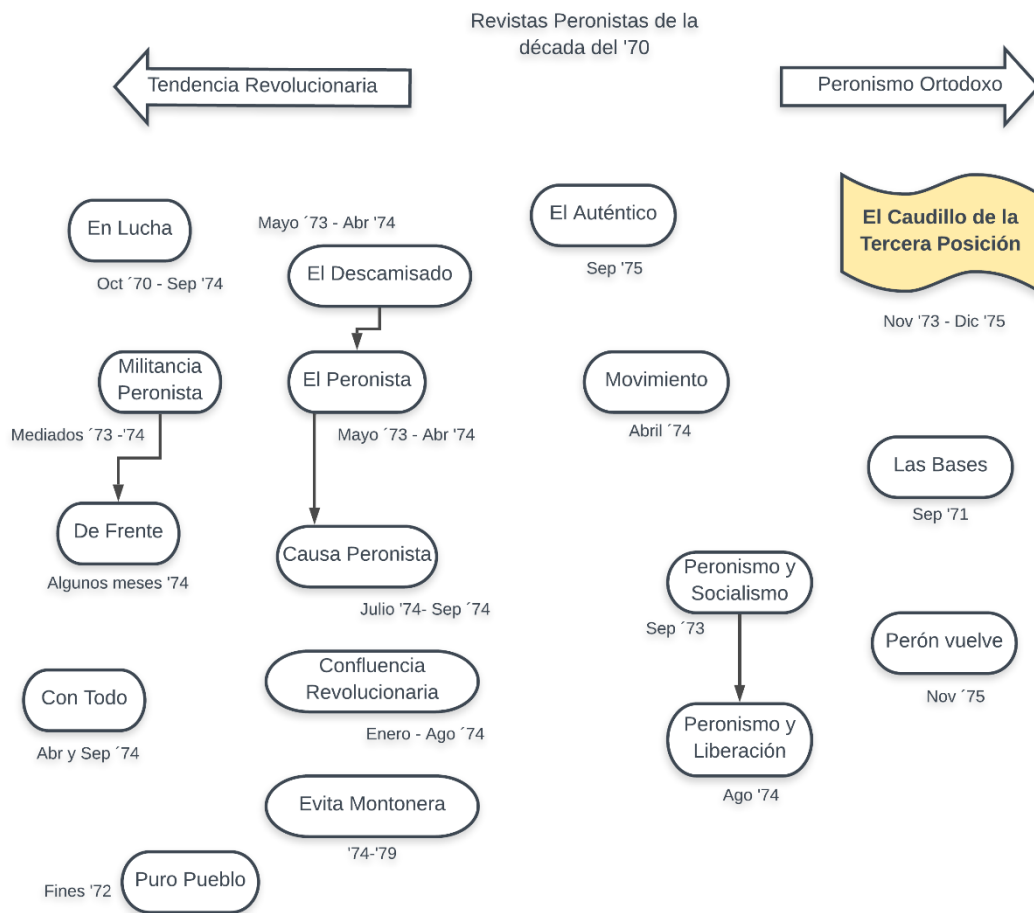 Revistas Peronistas de la
década del '70
Tendencia Revolucionaria
Peronismo Ortodoxo
En Lucha
Oct ´70 - Sep '74
Mayo ´73 - Abr '74
El Descamisado
El Auténtico
Sep '75
El Caudillo de la
Tercera Posición
Nov '73 - Dic '75
Militancia
Peronista
Mediados ´73 -'74
El Peronista
Mayo ´73 - Abr '74
Movimiento
Abril ´74
Las Bases
Sep '71
De Frente
Algunos meses '74
Causa Peronista
Julio '74- Sep ´74
Peronismo y
Socialismo
Sep ´73
Perón vuelve
Nov ´75
Con Todo
Abr y Sep ´74
Confluencia
Revolucionaria
Enero - Ago ´74
Peronismo y
Liberación
Ago '74
Evita Montonera
'74-'79
Fines '72
Puro Pueblo